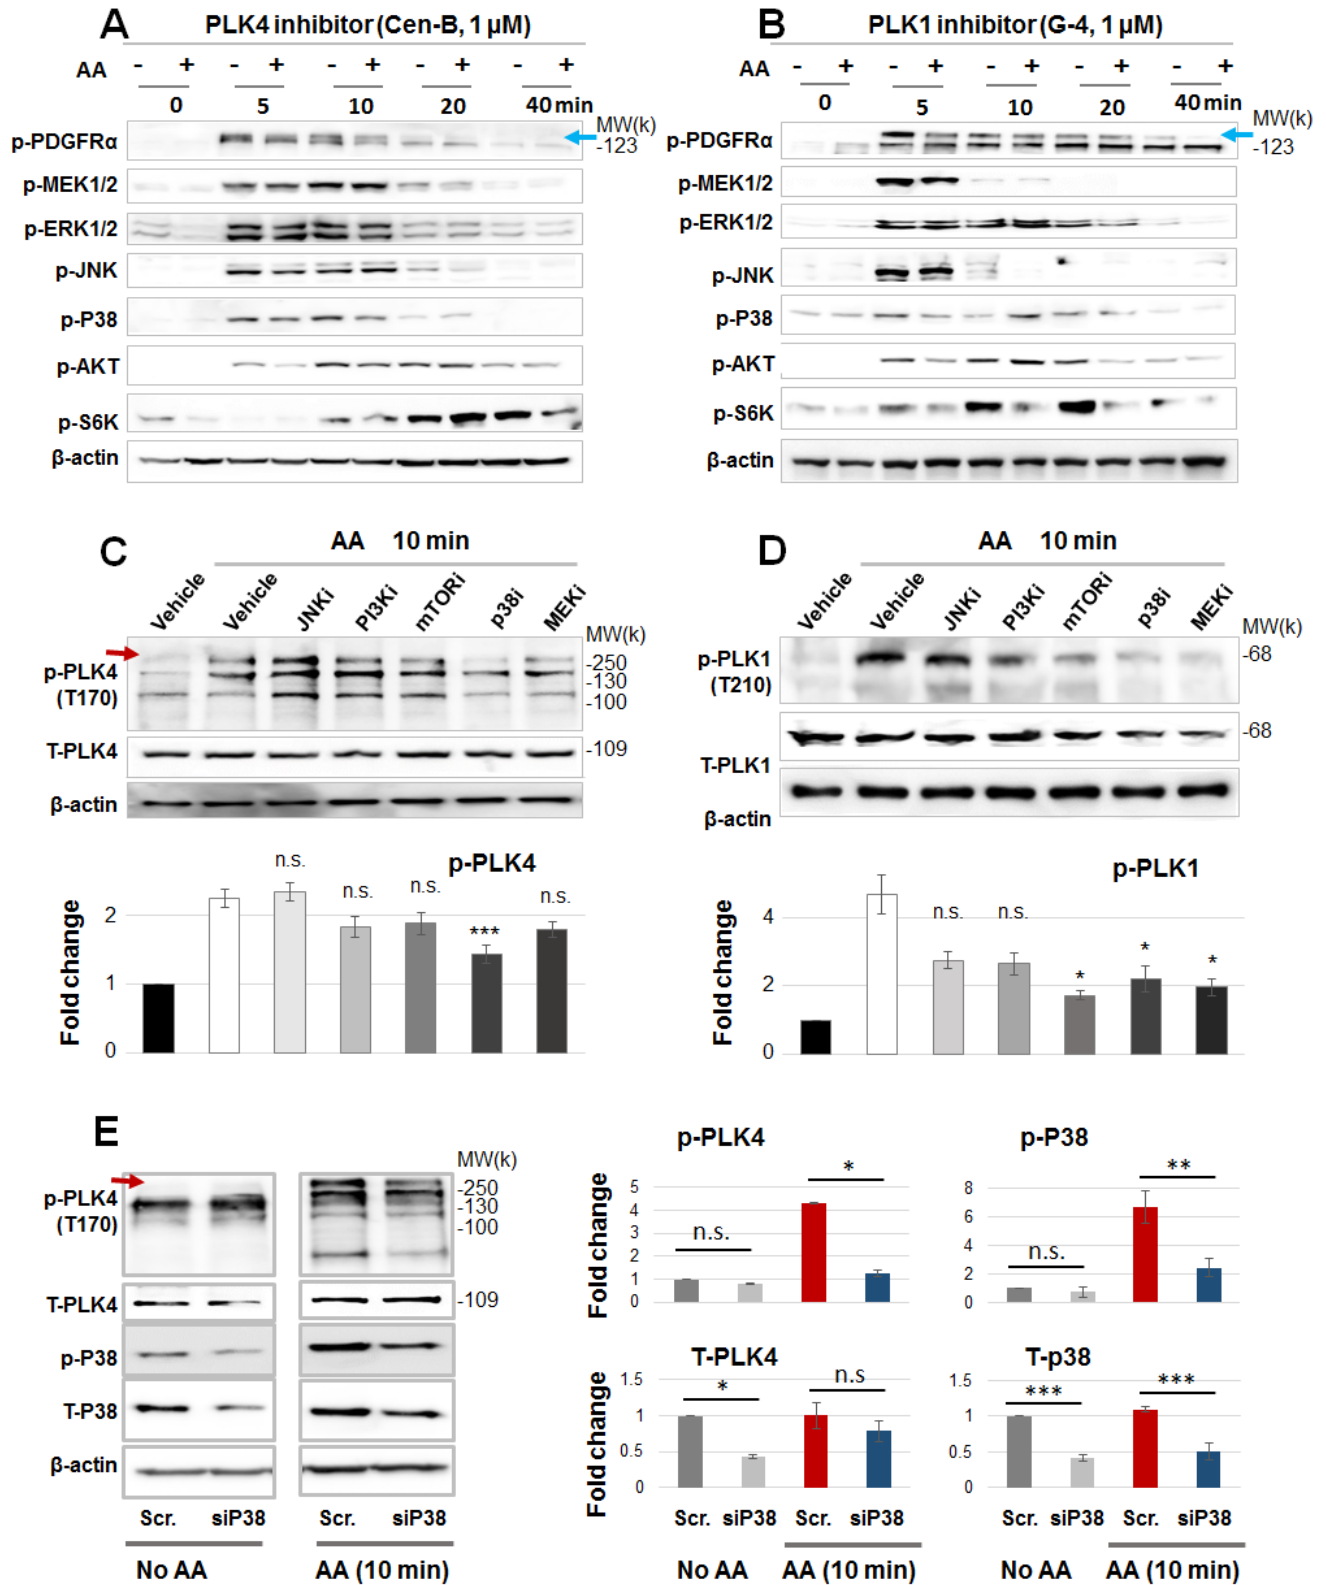 A
PLK4 inhibitor (Cen-B, 1 µM)
AA - + - + - + - + - +
0 5 10 20 40 min
MW(k)
p-PDGFRα
-123
p-MEK1/2
p-ERK1/2
p-JNK
p-P38
p-AKT
p-S6K
β-actin
B
PLK1 inhibitor (G-4, 1 µM)
AA - + - + - + - + - +
0 5 10 20 40 min
MW(k)
p-PDGFRα
-123
p-MEK1/2
p-ERK1/2
p-JNK
p-P38
p-AKT
p-S6K
β-actin
C
AA 10 min
Vehicle Vehicle JNKi PI3Ki mTORi p38i MEKi
MW(k)
p-PLK4
(T170)
-250
-130
-100
T-PLK4
-109
β-actin
p-PLK4
n.s. n.s. n.s. *** n.s.
Fold change
2
1
0
D
AA 10 min
Vehicle Vehicle JNKi PI3Ki mTORi p38i MEKi
MW(k)
p-PLK1
(T210)
-68
-68
T-PLK1
β-actin
p-PLK1
n.s. n.s. * * *
Fold change
4
2
0
E
MW(k)
p-PLK4
(T170)
-250
-130
-100
T-PLK4
-109
p-P38
T-P38
β-actin
Scr. siP38 Scr. siP38
No AA AA (10 min)
p-PLK4
Fold change
5
4
3
2
1
0
n.s. *
p-P38
8
6
4
2
0
n.s. **
T-PLK4
Fold change
1.5
1
0.5
0
* n.s
Scr. siP38 Scr. siP38
No AA AA (10 min)
T-p38
1.5
1
0.5
0
*** ***
Scr. siP38 Scr. siP38
No AA AA (10 min)